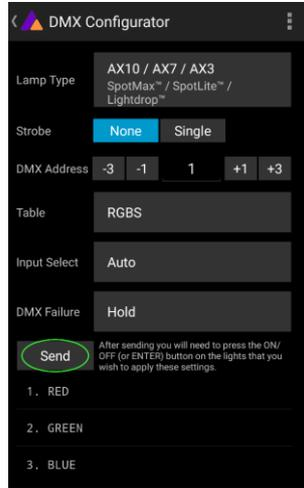 DMX Configurator
Lamp Type
AX10 / AX7 / AX3
SpotMax™ / SpotLite™ /
Lightdrop™
Strobe
None Single
DMX Address
-3 -1 1 +1 +3
Table
RGBS
Input Select
Auto
DMX Failure
Hold
Send
After sending you will need to press the ON/
OFF (or ENTER) button on the lights that you
wish to apply these settings.
1. RED
2. GREEN
3. BLUE